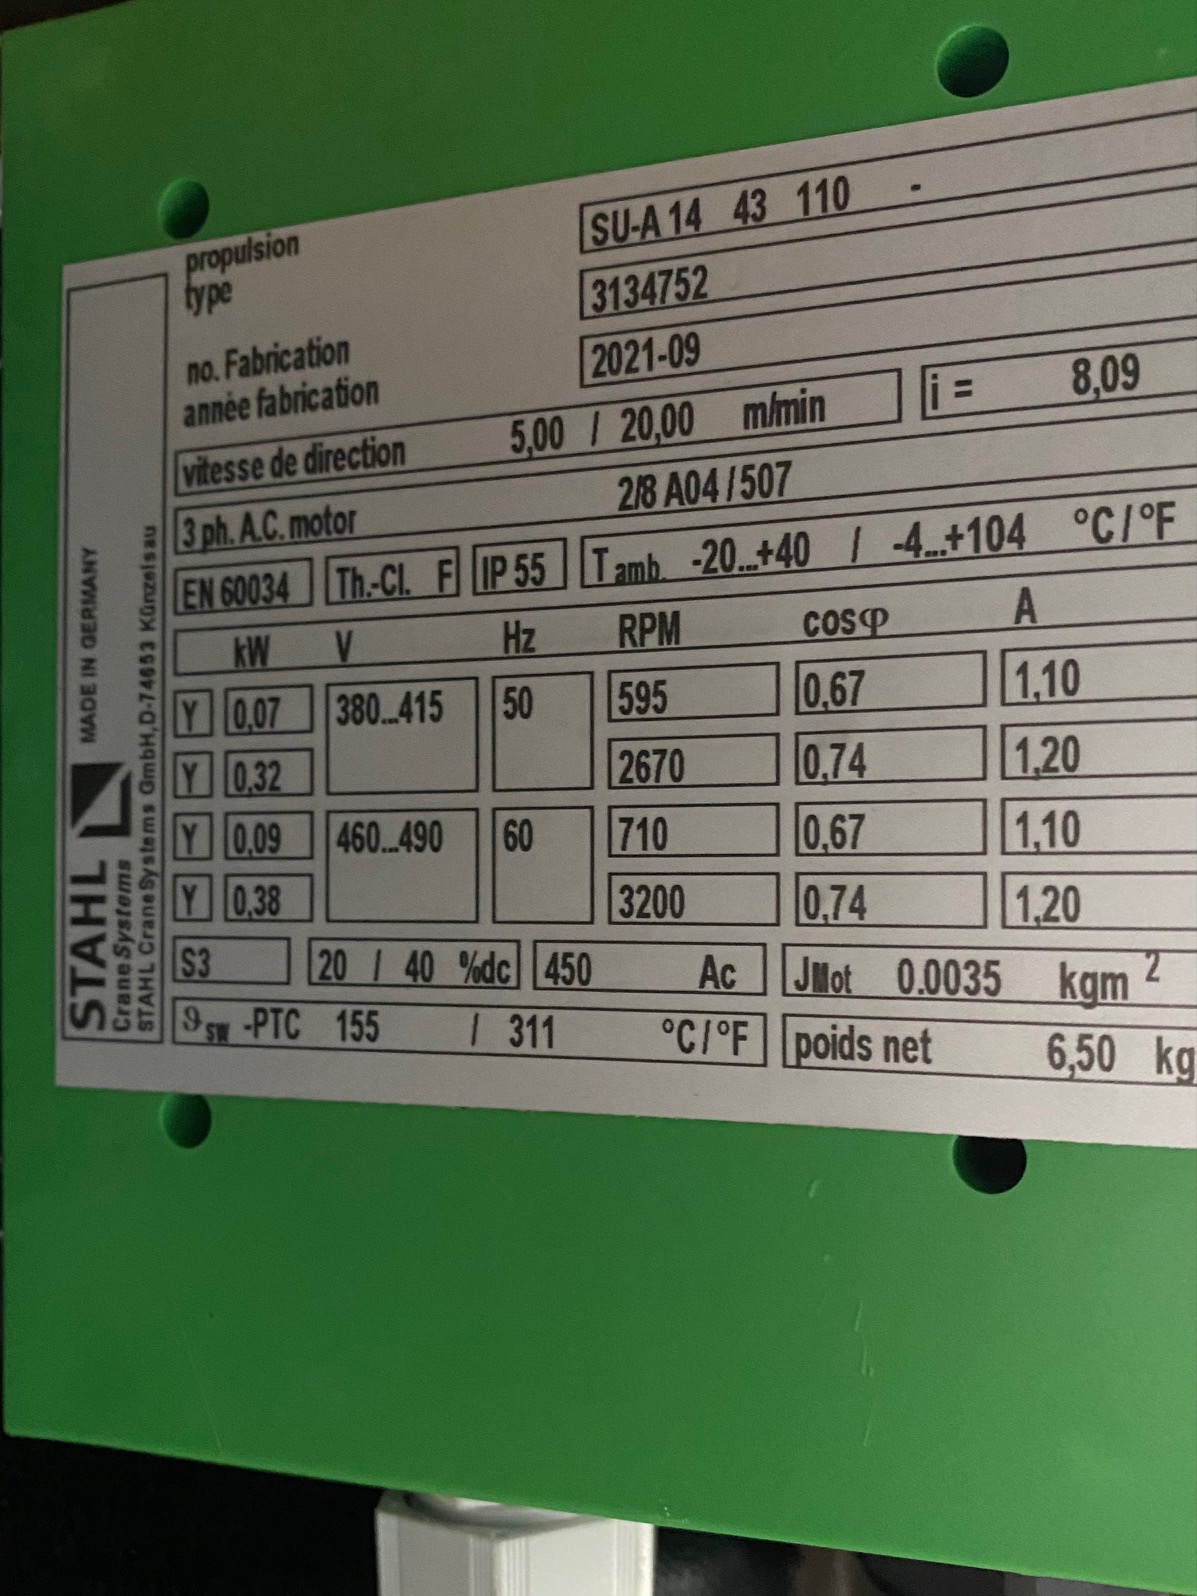 propulsion
type
SU-A 14 43 110 -
3134752
no. Fabrication
annèe fabrication
2021-09
vitesse de direction 5,00 / 20,00 m/min i = 8,09
3 ph. A.C. motor 2/8 A04 / 507
EN 60034 Th.-Cl. F IP 55 Tamb. -20...+40 / -4...+104 °C / °F
kW V Hz RPM cosφ A
Y 0,07 380...415 50 595 0,67 1,10
Y 0,32 2670 0,74 1,20
Y 0,09 460...490 60 710 0,67 1,10
Y 0,38 3200 0,74 1,20
S3 20 / 40 %dc 450 Ac JMot 0.0035 kgm²
ϑsw -PTC 155 / 311 °C / °F poids net 6,50 kg
STAHL
CraneSystems
MADE IN GERMANY
STAHL CraneSystems GmbH,D-74653 Künzelsau